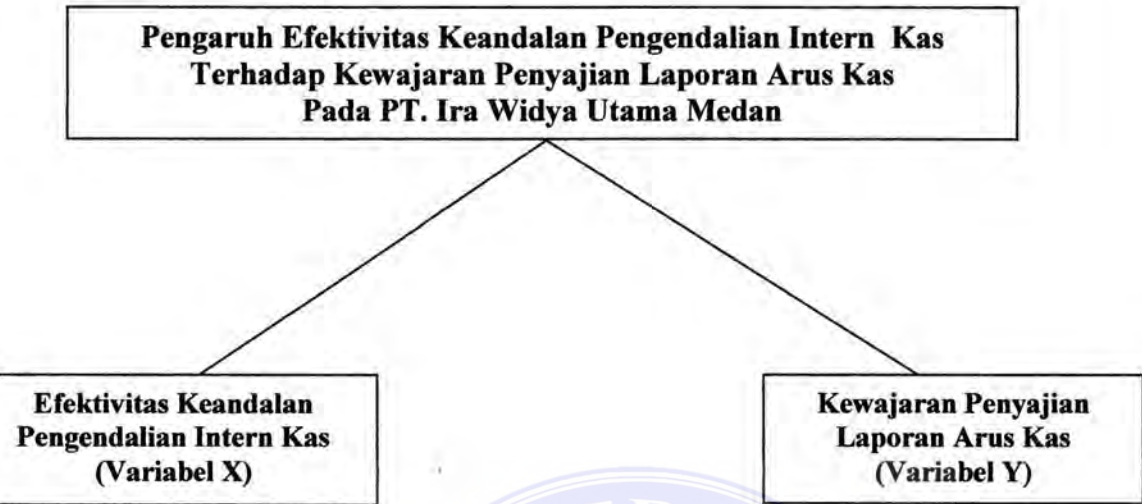 Pengaruh Efektivitas Keandalan Pengendalian Intern Kas
Terhadap Kewajaran Penyajian Laporan Arus Kas
Pada PT. Ira Widya Utama Medan
Efektivitas Keandalan
Pengendalian Intern Kas
(Variabel X)
Kewajaran Penyajian
Laporan Arus Kas
(Variabel Y)